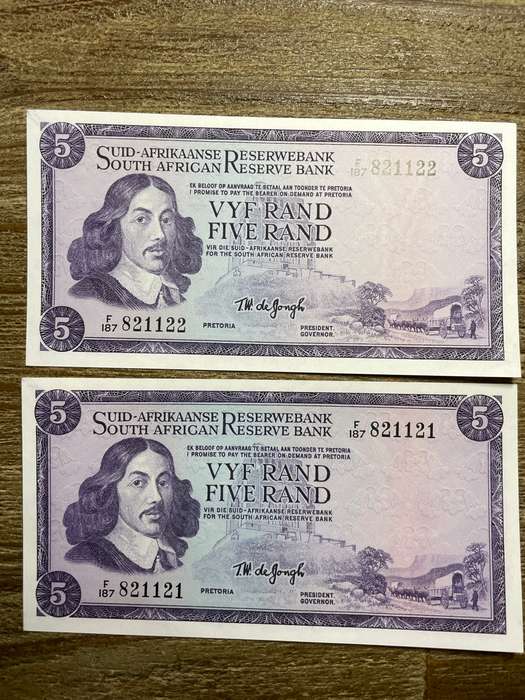 5 5
SUID-AFRIKAANSE RESERWEBANK
SOUTH AFRICAN RESERVE BANK
F/187 821122
EK BELOOF OP AANVRAAG TE BETAAL AAN TOONDER TE PRETORIA
I PROMISE TO PAY THE BEARER ON DEMAND AT PRETORIA
VYF RAND
FIVE RAND
VIR DIE SUID-AFRIKAANSE RESERWEBANK
FOR THE SOUTH AFRICAN RESERVE BANK
T.W. de Jongh
5 F/187 821122 PRETORIA PRESIDENT.
GOVERNOR.
5 5
SUID-AFRIKAANSE RESERWEBANK
SOUTH AFRICAN RESERVE BANK
F/187 821121
EK BELOOF OP AANVRAAG TE BETAAL AAN TOONDER TE PRETORIA
I PROMISE TO PAY THE BEARER ON DEMAND AT PRETORIA
VYF RAND
FIVE RAND
VIR DIE SUID-AFRIKAANSE RESERWEBANK
FOR THE SOUTH AFRICAN RESERVE BANK
T.W. de Jongh
5 F/187 821121 PRETORIA PRESIDENT.
GOVERNOR.